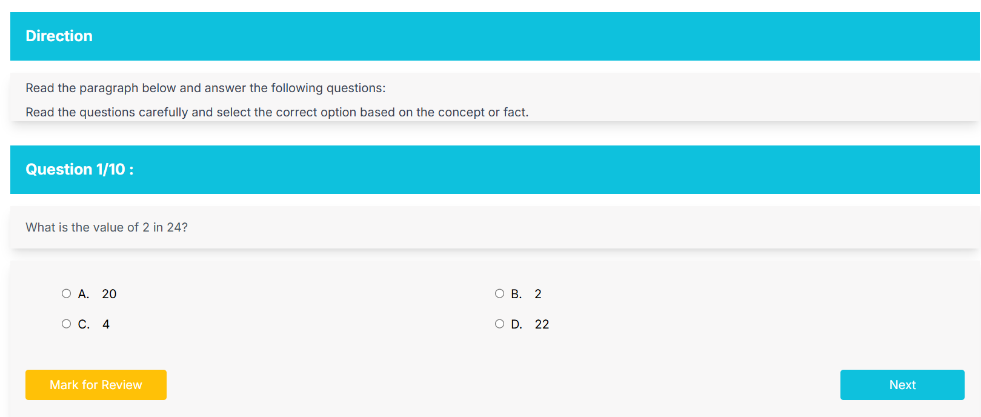 Direction
Read the paragraph below and answer the following questions:
Read the questions carefully and select the correct option based on the concept or fact.
Question 1/10 :
What is the value of 2 in 24?
A. 20
B. 2
C. 4
D. 22
Mark for Review
Next